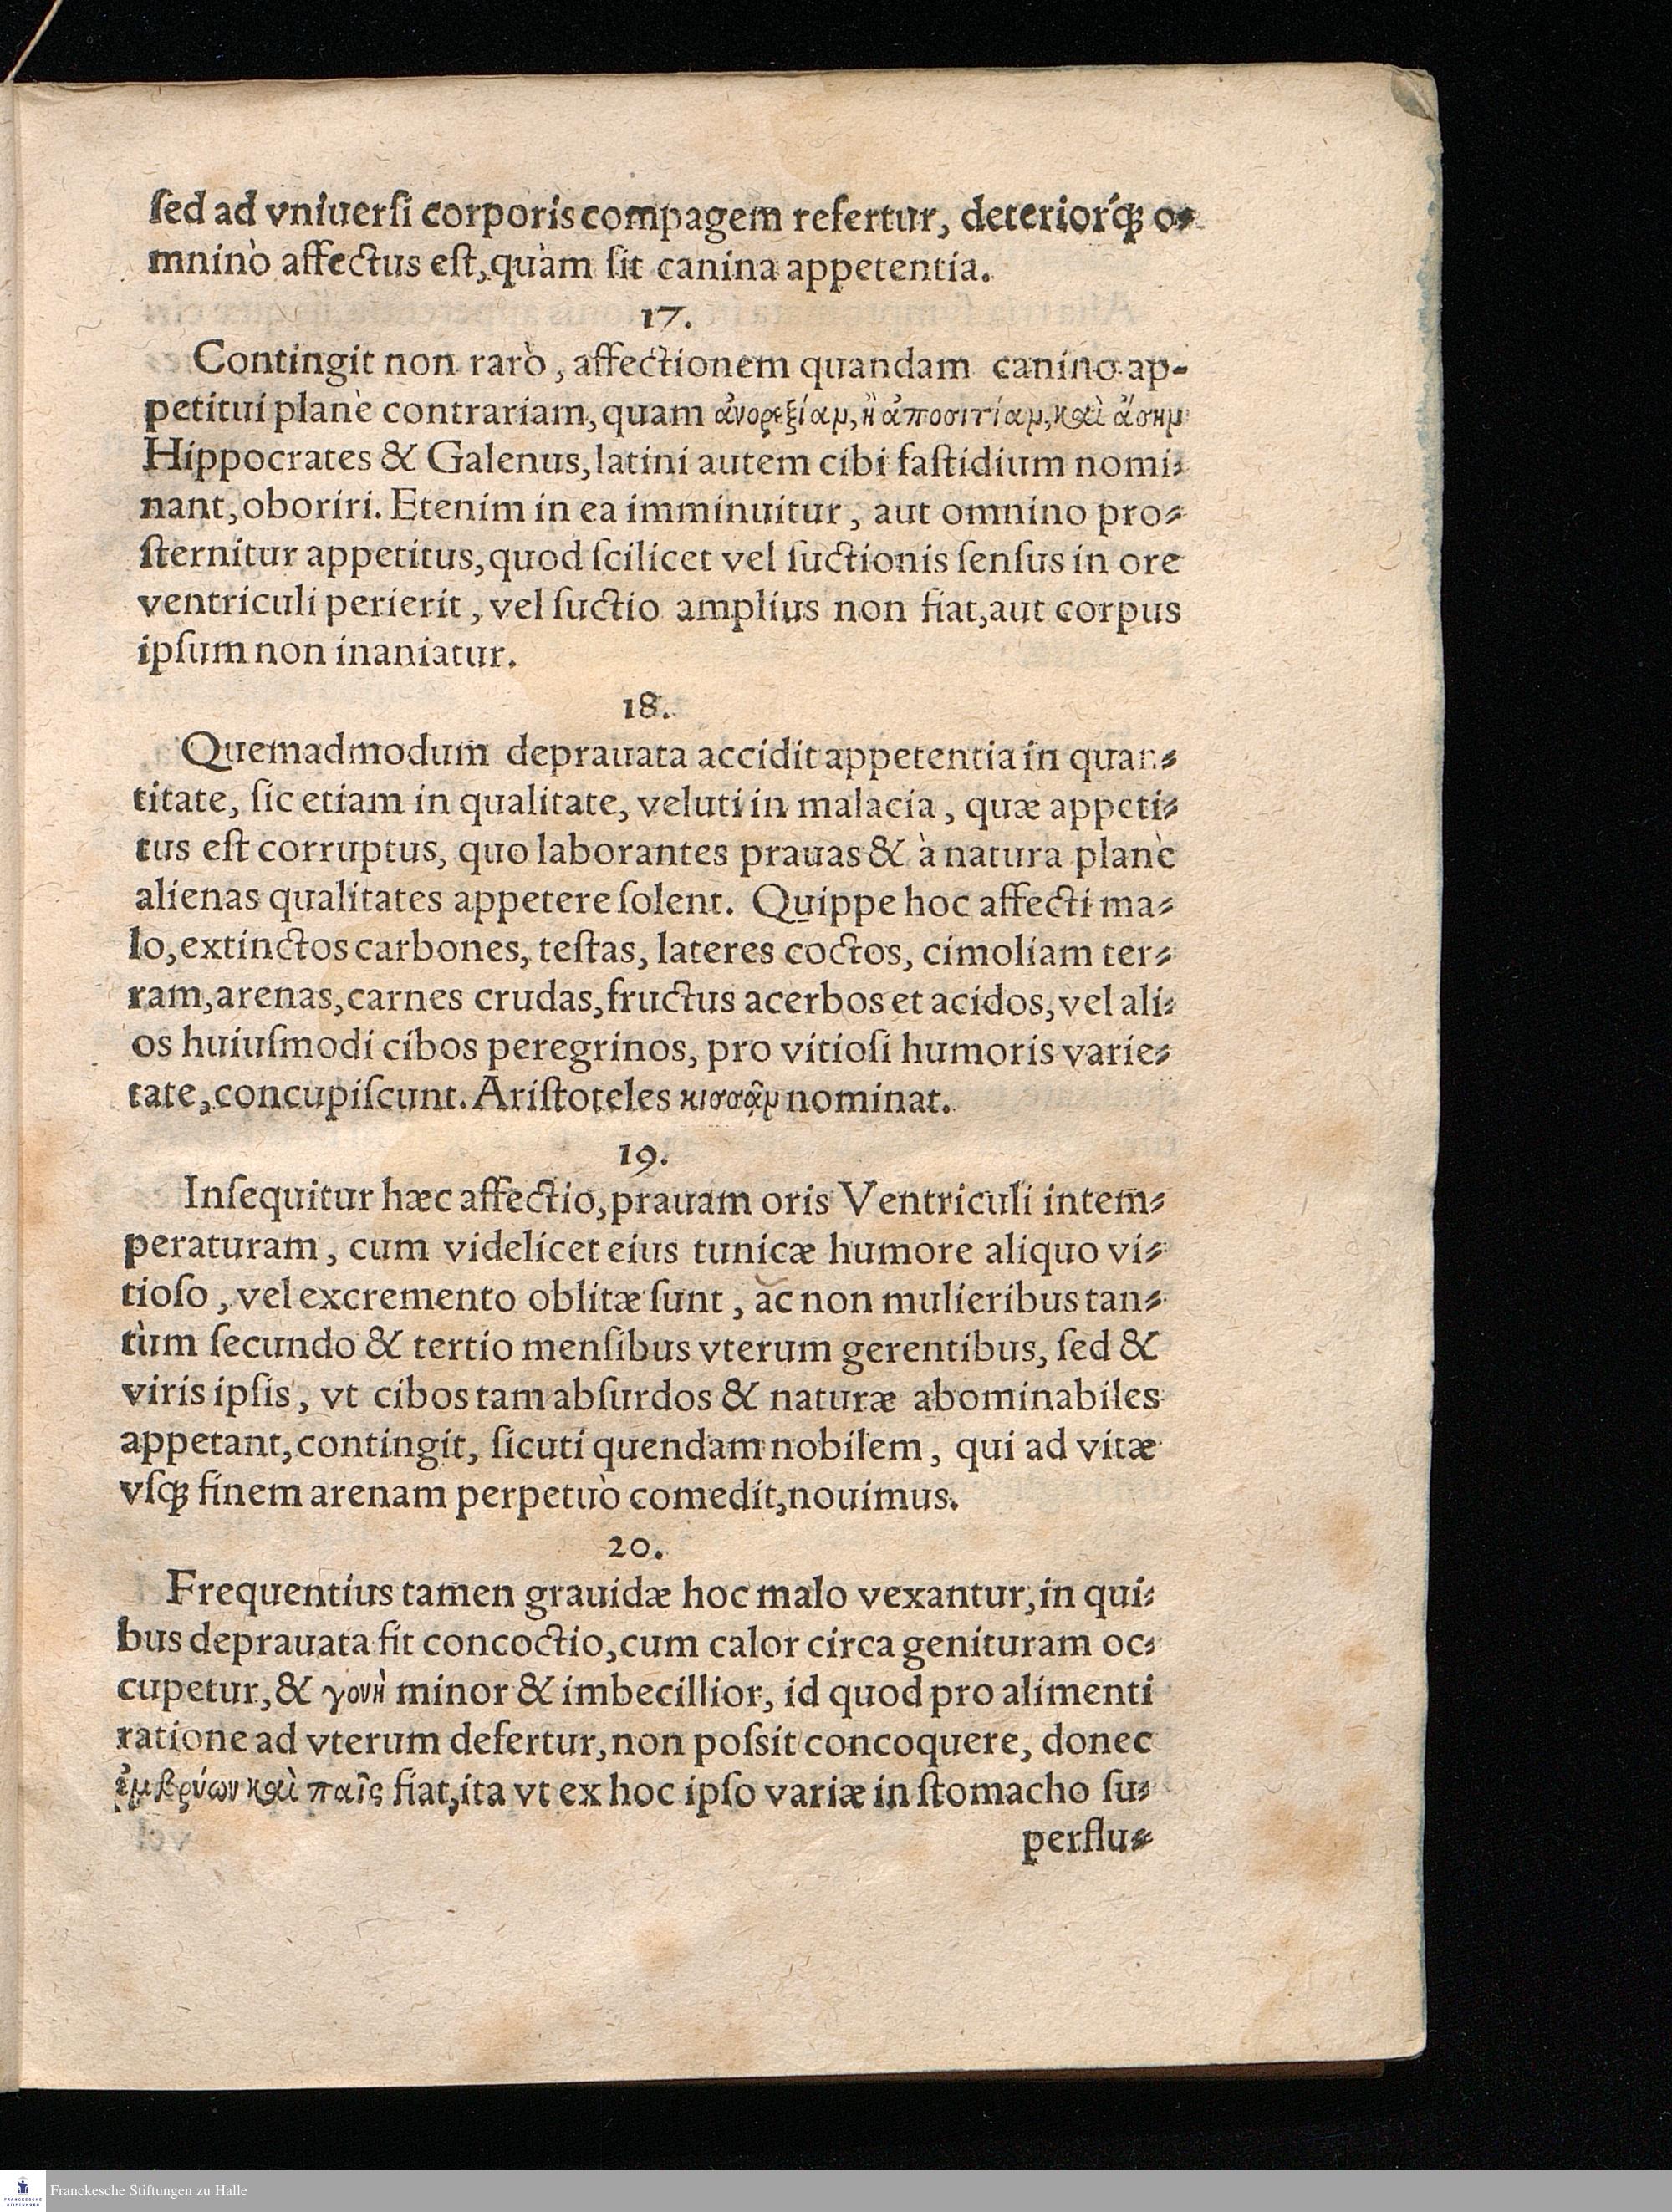 ſed ad vniuerſi corporis compagem refertur, deteriorq́ꝫ o-
mninò affectus eſt, quàm ſit canina appetentia.
17.
Contingit non rarò, affectionem quandam canino ap-
petitui planè contrariam, quam ἀνορεξίαμ, ἢ ἀποσιτίαμ, καὶ ἄσημ
Hippocrates & Galenus, latini autem cibi faſtidium nomi-
nant, oboriri. Etenim in ea imminuitur, aut omnino pro-
ſternitur appetitus, quod ſcilicet vel ſuctionis ſenſus in ore
ventriculi perierit, vel ſuctio amplius non fiat, aut corpus
ipſum non inaniatur.
18.
Quemadmodum deprauata accidit appetentia in quan-
titate, ſic etiam in qualitate, veluti in malacia, quæ appeti-
tus eſt corruptus, quo laborantes prauas & à natura planè
alienas qualitates appetere ſolent. Quippe hoc affecti ma-
lo, extinctos carbones, teſtas, lateres coctos, cimoliam ter-
ram, arenas, carnes crudas, fructus acerbos et acidos, vel ali-
os huiuſmodi cibos peregrinos, pro vitioſi humoris varie-
tate, concupiſcunt. Ariſtoteles κισσᾷμ nominat.
19.
Inſequitur hæc affectio, prauam oris Ventriculi intem-
peraturam, cum videlicet eius tunicæ humore aliquo vi-
tioſo, vel excremento oblitæ ſunt, ac non mulieribus tan-
tùm ſecundo & tertio menſibus vterum gerentibus, ſed &
viris ipſis, vt cibos tam abſurdos & naturæ abominabiles
appetant, contingit, ſicuti quendam nobilem, qui ad vitæ
vſqꝫ finem arenam perpetuò comedit, nouimus.
20.
Frequentius tamen grauidæ hoc malo vexantur, in qui-
bus deprauata fit concoctio, cum calor circa genituram oc-
cupetur, & γονὴ minor & imbecillior, id quod pro alimenti
ratione ad vterum defertur, non poſsit concoquere, donec
ἐμβρύων καὶ παῖς fiat, ita vt ex hoc ipſo variæ in ſtomacho ſu-
perflu-
Franckesche Stiftungen zu Halle
FRANCKESCHE
STIFTUNGEN